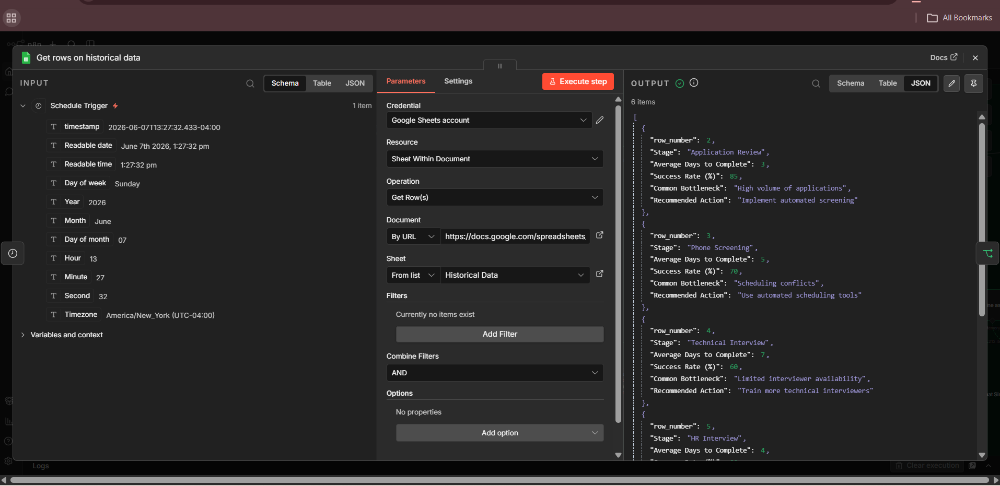 All Bookmarks
n8n
Get rows on historical data
Docs
INPUT
Schema
Table
JSON
Schedule Trigger
1 item
T timestamp 2026-06-07T13:27:32.433-04:00
T Readable date June 7th 2026, 1:27:32 pm
T Readable time 1:27:32 pm
T Day of week Sunday
T Year 2026
T Month June
T Day of month 07
T Hour 13
T Minute 27
T Second 32
T Timezone America/New_York (UTC-04:00)
Variables and context
Parameters
Settings
Execute step
Credential
Google Sheets account
Resource
Sheet Within Document
Operation
Get Row(s)
Document
By URL
https://docs.google.com/spreadsheets
Sheet
From list
Historical Data
Filters
Currently no items exist
Add Filter
Combine Filters
AND
Options
No properties
Add option
OUTPUT
Schema
Table
JSON
6 items
[
{
"row_number": 2,
"Stage": "Application Review",
"Average Days to Complete": 3,
"Success Rate (%)": 85,
"Common Bottleneck": "High volume of applications",
"Recommended Action": "Implement automated screening"
},
{
"row_number": 3,
"Stage": "Phone Screening",
"Average Days to Complete": 5,
"Success Rate (%)": 70,
"Common Bottleneck": "Scheduling conflicts",
"Recommended Action": "Use automated scheduling tools"
},
{
"row_number": 4,
"Stage": "Technical Interview",
"Average Days to Complete": 7,
"Success Rate (%)": 60,
"Common Bottleneck": "Limited interviewer availability",
"Recommended Action": "Train more technical interviewers"
},
{
"row_number": 5,
"Stage": "HR Interview",
"Average Days to Complete": 4,
Logs
Clear execution